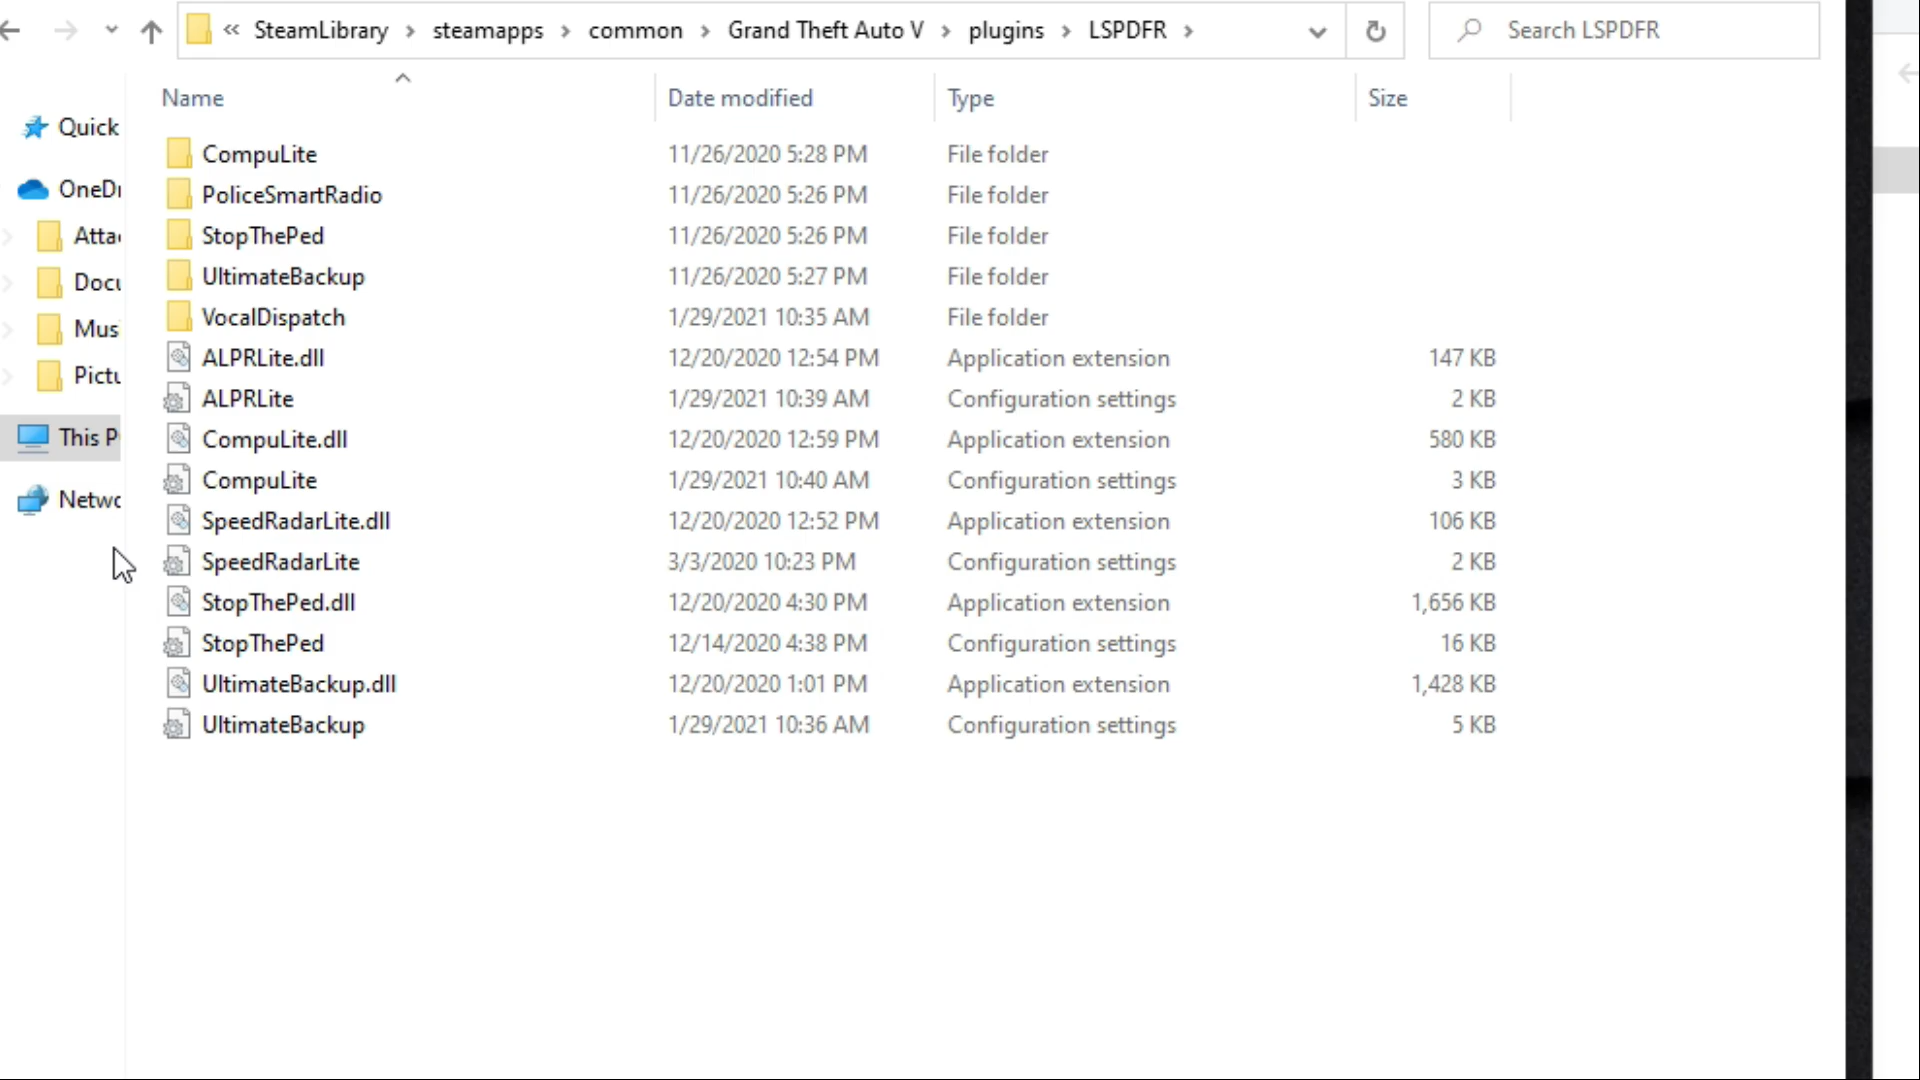 « SteamLibrary › steamapps › common › Grand Theft Auto V › plugins › LSPDFR › Search LSPDFR
Name Date modified Type Size
Quick
OneDr
Attac
Docu
Musi
Pictu
This P
Netwo
CompuLite 11/26/2020 5:28 PM File folder
PoliceSmartRadio 11/26/2020 5:26 PM File folder
StopThePed 11/26/2020 5:26 PM File folder
UltimateBackup 11/26/2020 5:27 PM File folder
VocalDispatch 1/29/2021 10:35 AM File folder
ALPRLite.dll 12/20/2020 12:54 PM Application extension 147 KB
ALPRLite 1/29/2021 10:39 AM Configuration settings 2 KB
CompuLite.dll 12/20/2020 12:59 PM Application extension 580 KB
CompuLite 1/29/2021 10:40 AM Configuration settings 3 KB
SpeedRadarLite.dll 12/20/2020 12:52 PM Application extension 106 KB
SpeedRadarLite 3/3/2020 10:23 PM Configuration settings 2 KB
StopThePed.dll 12/20/2020 4:30 PM Application extension 1,656 KB
StopThePed 12/14/2020 4:38 PM Configuration settings 16 KB
UltimateBackup.dll 12/20/2020 1:01 PM Application extension 1,428 KB
UltimateBackup 1/29/2021 10:36 AM Configuration settings 5 KB